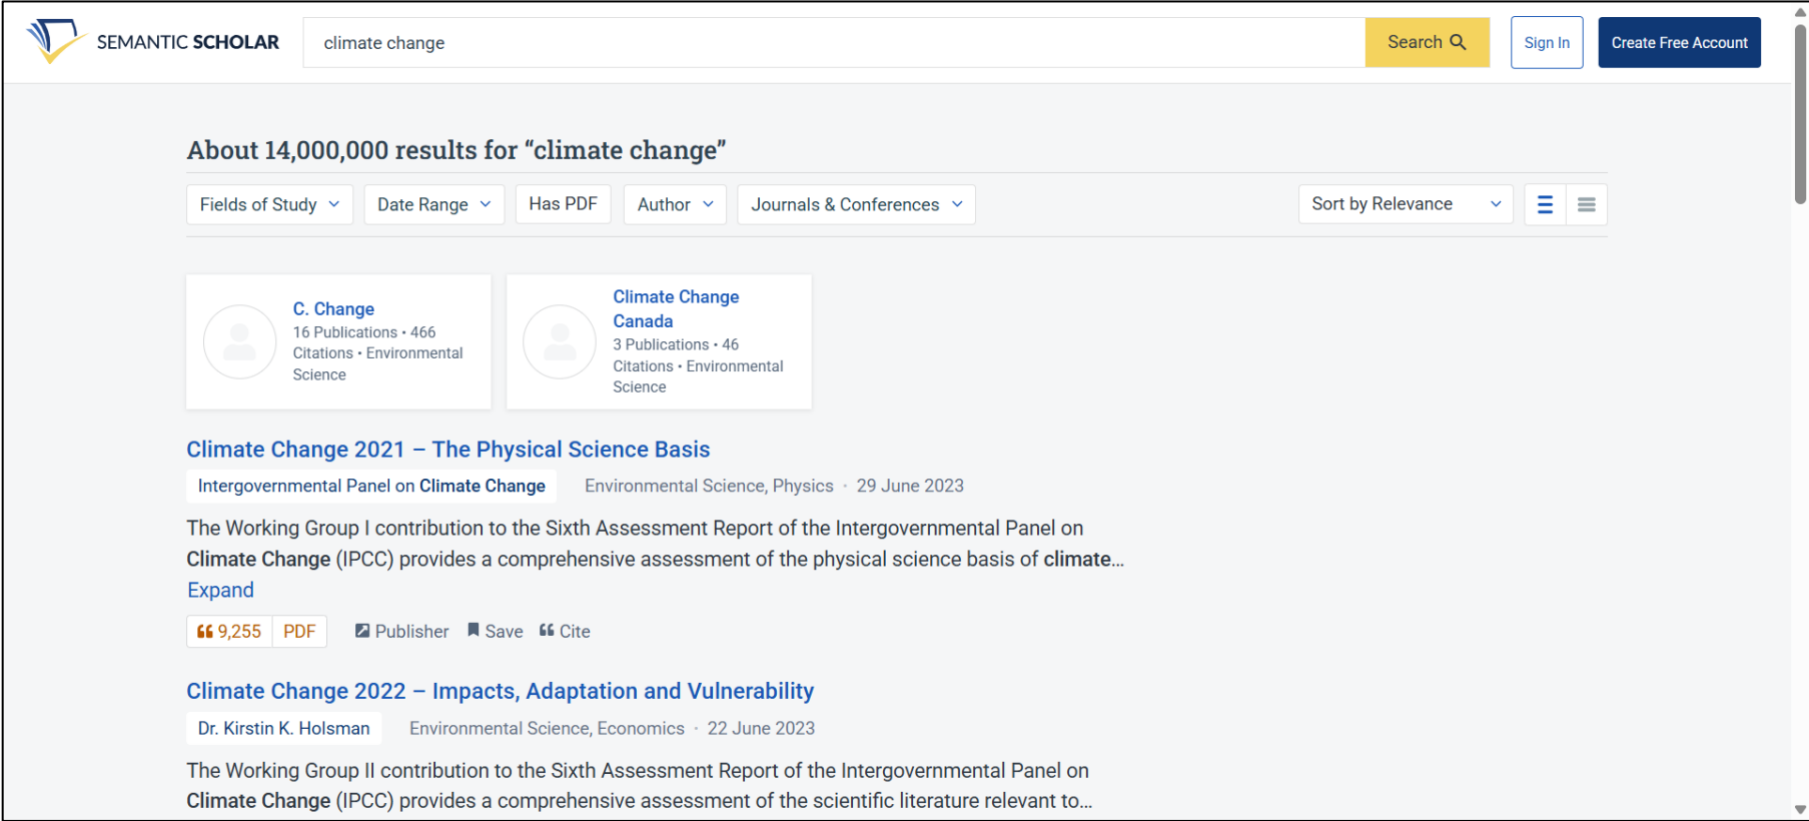 SEMANTIC SCHOLAR
climate change
Search
Sign In
Create Free Account
About 14,000,000 results for “climate change”
Fields of Study
Date Range
Has PDF
Author
Journals & Conferences
Sort by Relevance
C. Change
16 Publications • 466
Citations • Environmental
Science
Climate Change
Canada
3 Publications • 46
Citations • Environmental
Science
Climate Change 2021 – The Physical Science Basis
Intergovernmental Panel on Climate Change
Environmental Science, Physics · 29 June 2023
The Working Group I contribution to the Sixth Assessment Report of the Intergovernmental Panel on
Climate Change (IPCC) provides a comprehensive assessment of the physical science basis of climate…
Expand
9,255
PDF
Publisher
Save
Cite
Climate Change 2022 – Impacts, Adaptation and Vulnerability
Dr. Kirstin K. Holsman
Environmental Science, Economics · 22 June 2023
The Working Group II contribution to the Sixth Assessment Report of the Intergovernmental Panel on
Climate Change (IPCC) provides a comprehensive assessment of the scientific literature relevant to…